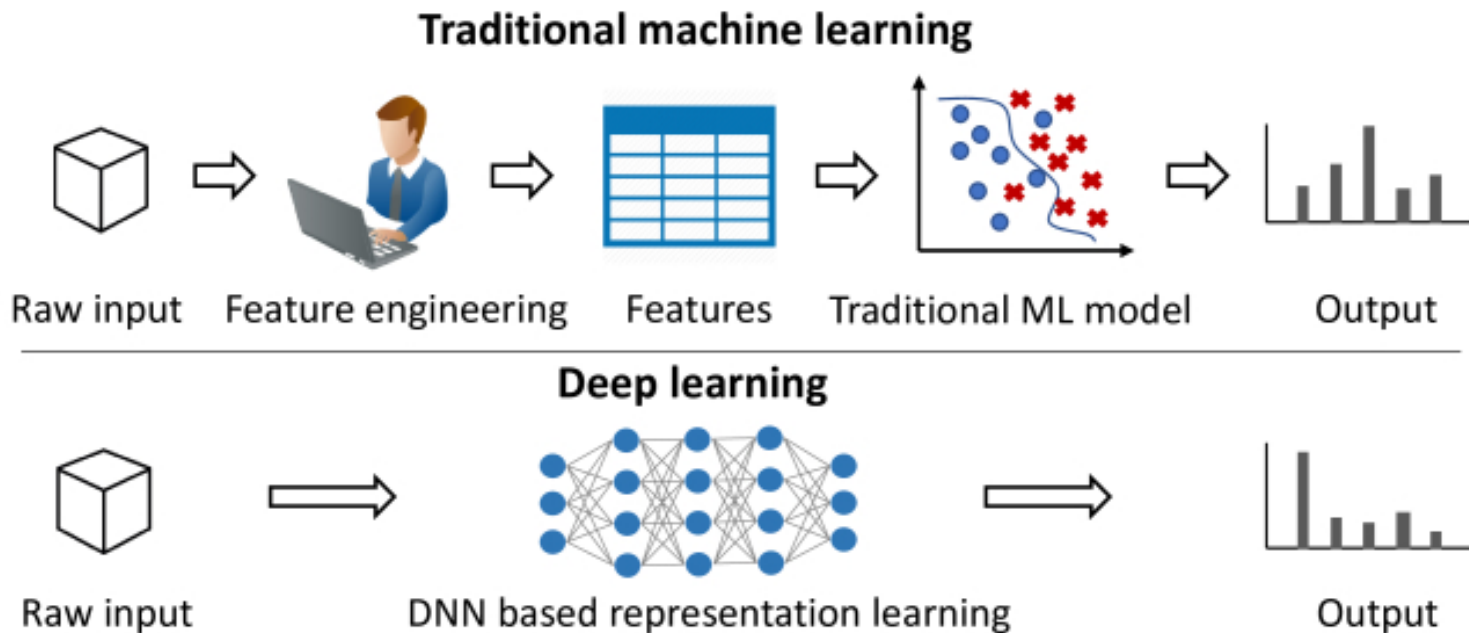 Traditional machine learning
Raw input
Feature engineering
Features
Traditional ML model
Output
Deep learning
Raw input
DNN based representation learning
Output